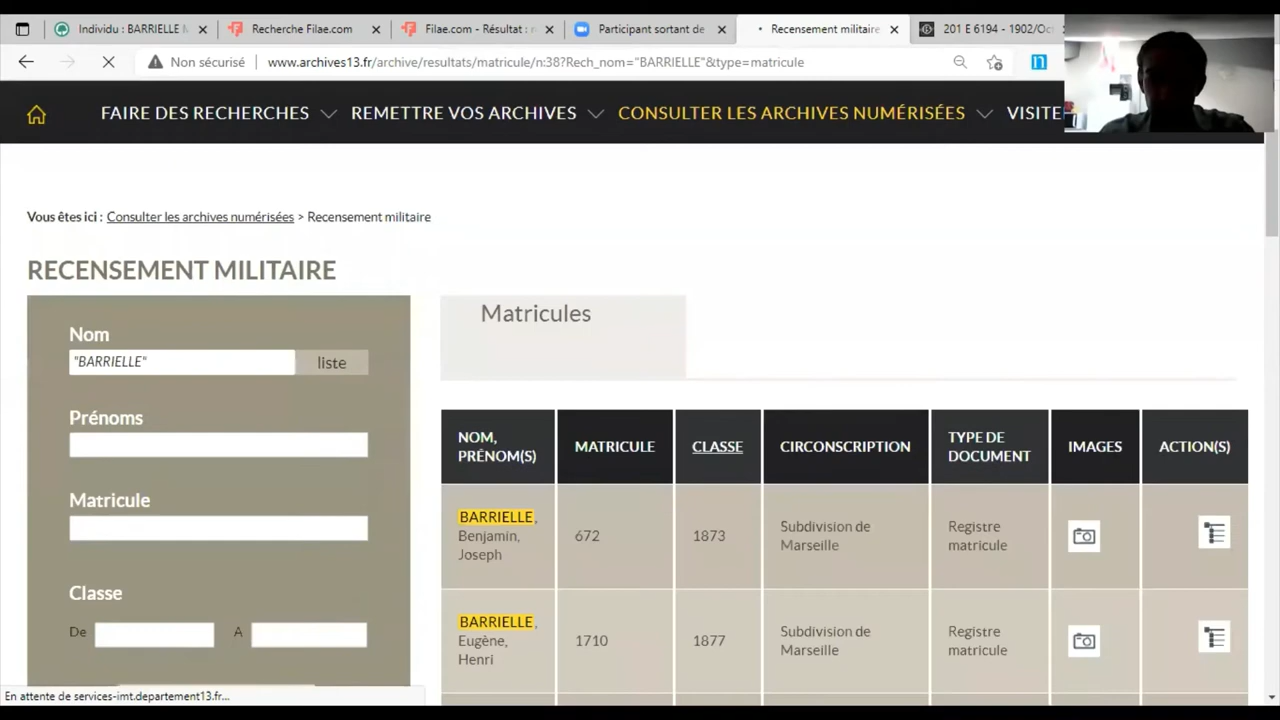 Individu : BARRIELLE M
Recherche Filae.com
Filae.com - Résultat : n
Participant sortant de
Recensement militaire
201 E 6194 - 1902/Oct
Non sécurisé
www.archives13.fr/archive/resultats/matricule/n:38?Rech_nom="BARRIELLE"&type=matricule
FAIRE DES RECHERCHES
REMETTRE VOS ARCHIVES
CONSULTER LES ARCHIVES NUMÉRISÉES
VISITE
Vous êtes ici : Consulter les archives numérisées > Recensement militaire
RECENSEMENT MILITAIRE
Nom
"BARRIELLE"
liste
Prénoms
Matricule
Classe
De
A
Matricules
NOM,
PRÉNOM(S)
MATRICULE
CLASSE
CIRCONSCRIPTION
TYPE DE
DOCUMENT
IMAGES
ACTION(S)
BARRIELLE,
Benjamin,
Joseph
672
1873
Subdivision de
Marseille
Registre
matricule
BARRIELLE,
Eugène,
Henri
1710
1877
Subdivision de
Marseille
Registre
matricule
En attente de services-imt.departement13.fr...